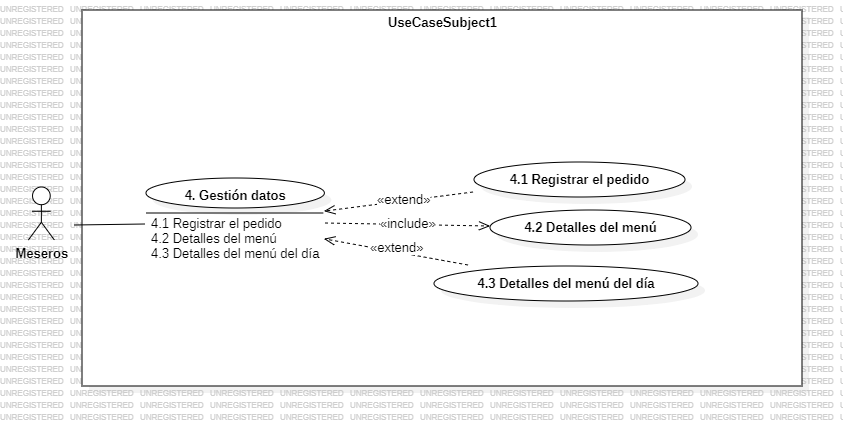 UseCaseSubject1
4. Gestión datos
4.1 Registrar el pedido
4.2 Detalles del menú
4.3 Detalles del menú del día
Meseros
«extend»
«include»
«extend»
4.1 Registrar el pedido
4.2 Detalles del menú
4.3 Detalles del menú del día
UNREGISTERED